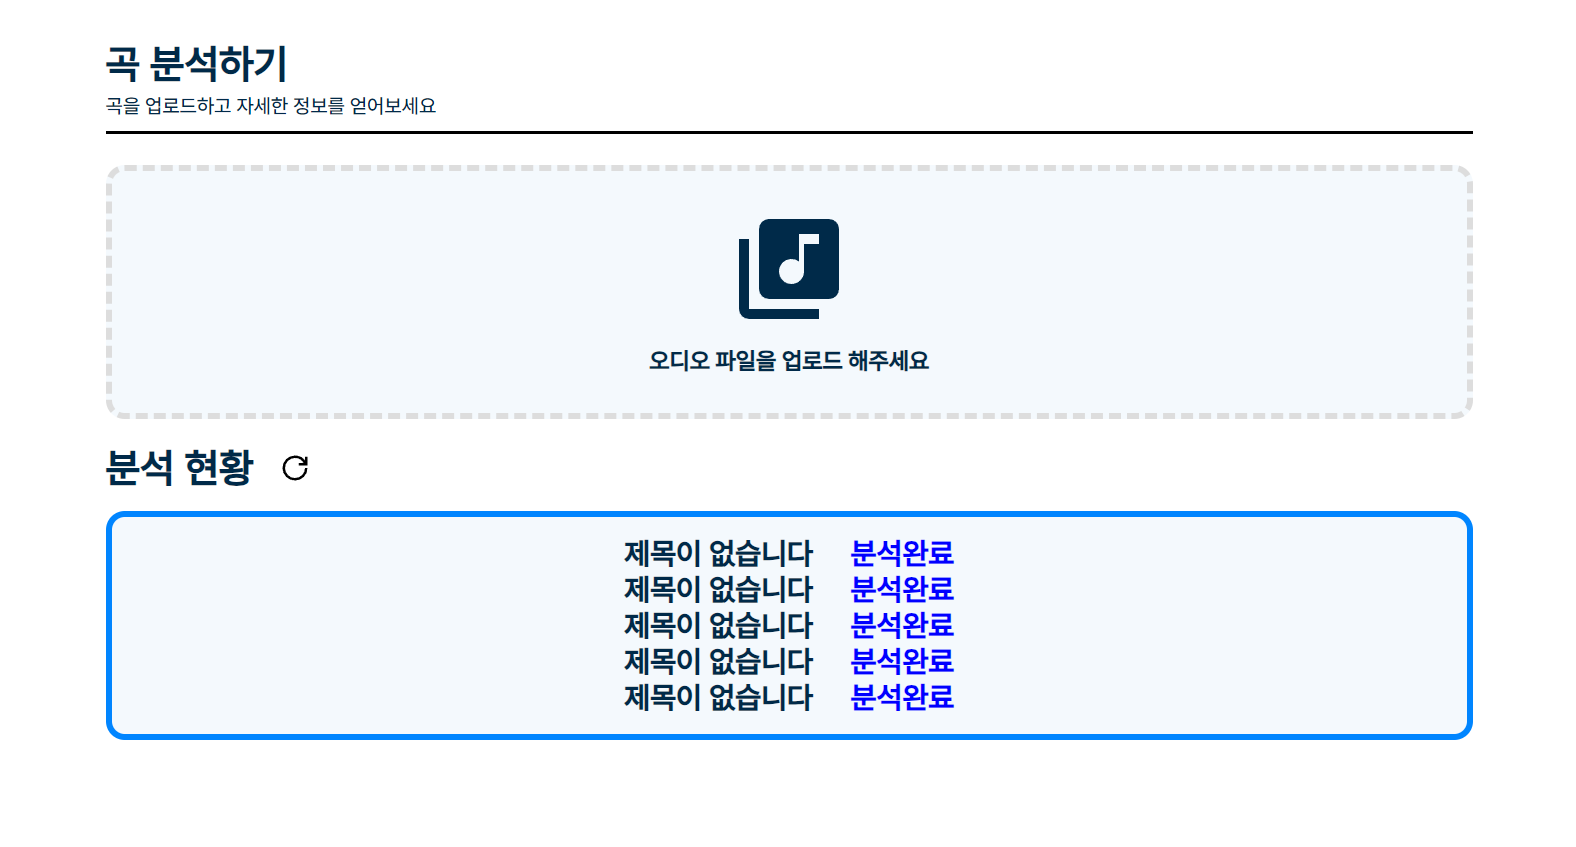 곡 분석하기
곡을 업로드하고 자세한 정보를 얻어보세요
오디오 파일을 업로드 해주세요
분석 현황
제목이 없습니다 분석완료
제목이 없습니다 분석완료
제목이 없습니다 분석완료
제목이 없습니다 분석완료
제목이 없습니다 분석완료